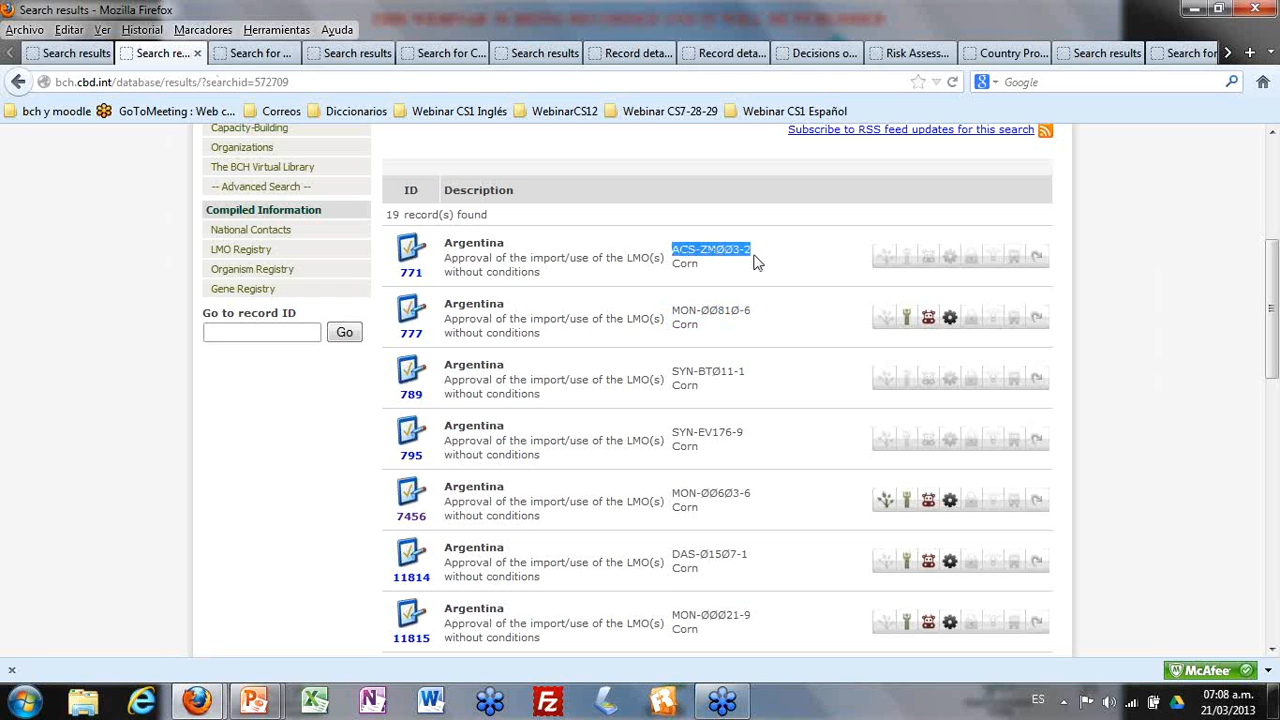 Search results - Mozilla Firefox
Archivo Editar Ver Historial Marcadores Herramientas Ayuda
Search results Search re... Search for ... Search results Search for C... Search results Record deta... Record deta... Decisions o... Risk Assess... Country Pro... Search results Search for
bch.cbd.int/database/results/?searchid=572709 Google
bch y moodle GoToMeeting : Web c... Correos Diccionarios Webinar CS1 Inglés WebinarCS12 Webinar CS7-28-29 Webinar CS1 Español
Capacity-Building
Organizations
The BCH Virtual Library
-- Advanced Search --
Compiled Information
National Contacts
LMO Registry
Organism Registry
Gene Registry
Go to record ID
Go
Subscribe to RSS feed updates for this search
ID Description
19 record(s) found
771
Argentina
Approval of the import/use of the LMO(s)
without conditions
ACS-ZMØØ3-2
Corn
777
Argentina
Approval of the import/use of the LMO(s)
without conditions
MON-ØØ81Ø-6
Corn
789
Argentina
Approval of the import/use of the LMO(s)
without conditions
SYN-BTØ11-1
Corn
795
Argentina
Approval of the import/use of the LMO(s)
without conditions
SYN-EV176-9
Corn
7456
Argentina
Approval of the import/use of the LMO(s)
without conditions
MON-ØØ6Ø3-6
Corn
11814
Argentina
Approval of the import/use of the LMO(s)
without conditions
DAS-Ø15Ø7-1
Corn
11815
Argentina
Approval of the import/use of the LMO(s)
without conditions
MON-ØØØ21-9
Corn
McAfee
ES
07:08 a.m.
21/03/2013